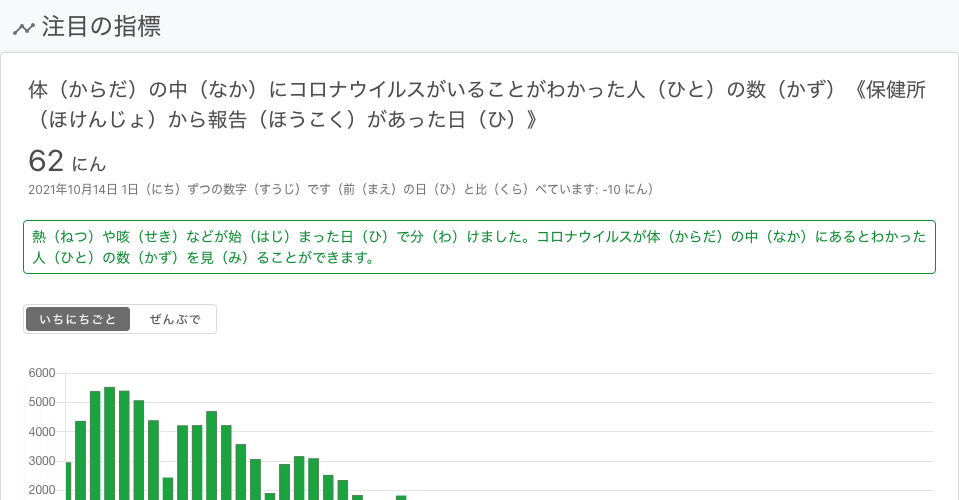 注目の指標
体（からだ）の中（なか）にコロナウイルスがいることがわかった人（ひと）の数（かず）《保健所
（ほけんじょ）から報告（ほうこく）があった日（ひ）》
62 にん
2021年10月14日 1日（にち）ずつの数字（すうじ）です（前（まえ）の日（ひ）と比（くら）べています: -10 にん）
熱（ねつ）や咳（せき）などが始（はじ）まった日（ひ）で分（わ）けました。コロナウイルスが体（からだ）の中（なか）にあるとわかった
人（ひと）の数（かず）を見（み）ることができます。
いちにちごと ぜんぶで
6000
5000
4000
3000
2000